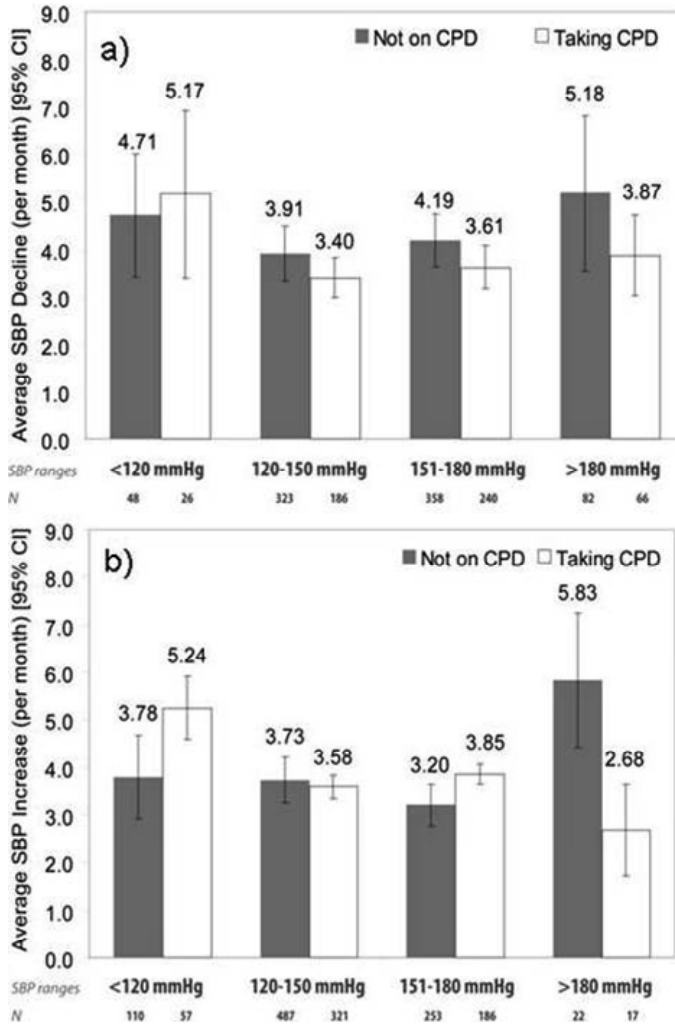 Average SBP Decline (per month) [95% CI]
a)
Not on CPD Taking CPD
9.0
8.0
7.0
6.0
5.0
4.0
3.0
2.0
1.0
0.0
4.71 5.17 3.91 3.40 4.19 3.61 5.18 3.87
SBP ranges <120 mmHg 120-150 mmHg 151-180 mmHg >180 mmHg
N 48 26 323 186 358 240 82 66
Average SBP Increase (per month) [95% CI]
b)
Not on CPD Taking CPD
9.0
8.0
7.0
6.0
5.0
4.0
3.0
2.0
1.0
0.0
3.78 5.24 3.73 3.58 3.20 3.85 5.83 2.68
SBP ranges <120 mmHg 120-150 mmHg 151-180 mmHg >180 mmHg
N 110 57 487 321 253 186 22 17